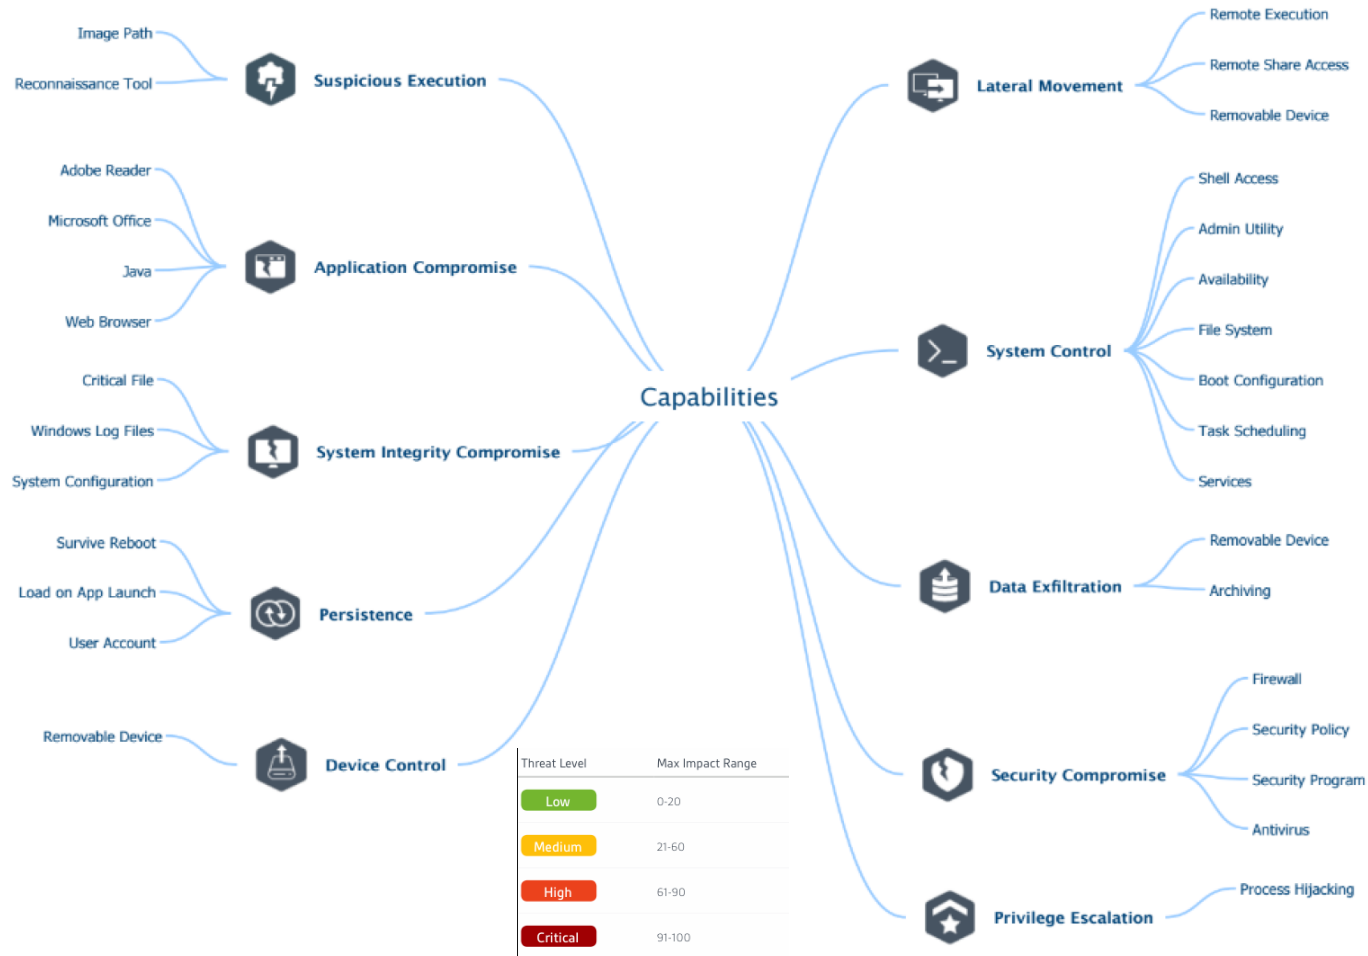 Image Path
Reconnaissance Tool
Suspicious Execution
Adobe Reader
Microsoft Office
Java
Web Browser
Application Compromise
Critical File
Windows Log Files
System Configuration
System Integrity Compromise
Survive Reboot
Load on App Launch
User Account
Persistence
Removable Device
Device Control
Capabilities
Lateral Movement
Remote Execution
Remote Share Access
Removable Device
System Control
Shell Access
Admin Utility
Availability
File System
Boot Configuration
Task Scheduling
Services
Data Exfiltration
Removable Device
Archiving
Security Compromise
Firewall
Security Policy
Security Program
Antivirus
Privilege Escalation
Process Hijacking
Threat Level Max Impact Range
Low 0-20
Medium 21-60
High 61-90
Critical 91-100